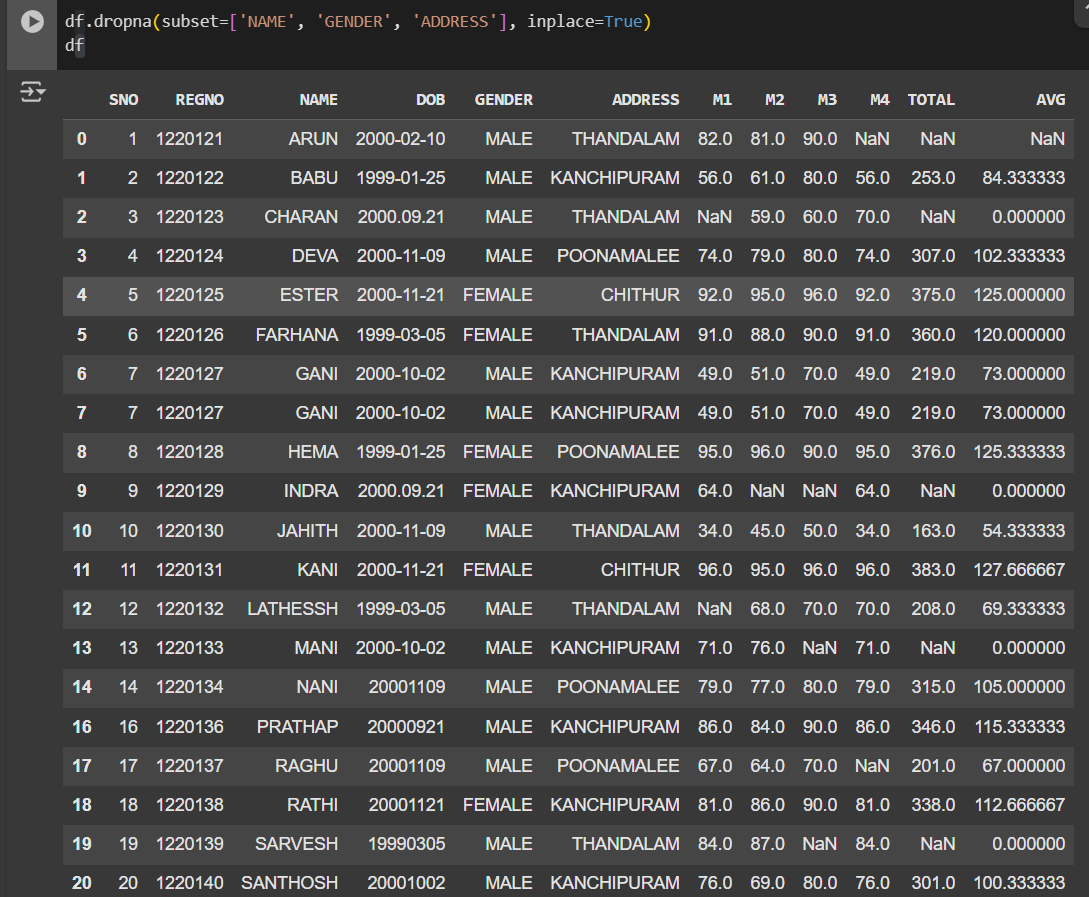 df.dropna(subset=['NAME', 'GENDER', 'ADDRESS'], inplace=True)
df
SNO REGNO NAME DOB GENDER ADDRESS M1 M2 M3 M4 TOTAL AVG
0 1 1220121 ARUN 2000-02-10 MALE THANDALAM 82.0 81.0 90.0 NaN NaN NaN
1 2 1220122 BABU 1999-01-25 MALE KANCHIPURAM 56.0 61.0 80.0 56.0 253.0 84.333333
2 3 1220123 CHARAN 2000.09.21 MALE THANDALAM NaN 59.0 60.0 70.0 NaN 0.000000
3 4 1220124 DEVA 2000-11-09 MALE POONAMALEE 74.0 79.0 80.0 74.0 307.0 102.333333
4 5 1220125 ESTER 2000-11-21 FEMALE CHITHUR 92.0 95.0 96.0 92.0 375.0 125.000000
5 6 1220126 FARHANA 1999-03-05 FEMALE THANDALAM 91.0 88.0 90.0 91.0 360.0 120.000000
6 7 1220127 GANI 2000-10-02 MALE KANCHIPURAM 49.0 51.0 70.0 49.0 219.0 73.000000
7 7 1220127 GANI 2000-10-02 MALE KANCHIPURAM 49.0 51.0 70.0 49.0 219.0 73.000000
8 8 1220128 HEMA 1999-01-25 FEMALE POONAMALEE 95.0 96.0 90.0 95.0 376.0 125.333333
9 9 1220129 INDRA 2000.09.21 FEMALE KANCHIPURAM 64.0 NaN NaN 64.0 NaN 0.000000
10 10 1220130 JAHITH 2000-11-09 MALE THANDALAM 34.0 45.0 50.0 34.0 163.0 54.333333
11 11 1220131 KANI 2000-11-21 FEMALE CHITHUR 96.0 95.0 96.0 96.0 383.0 127.666667
12 12 1220132 LATHESSH 1999-03-05 MALE THANDALAM NaN 68.0 70.0 70.0 208.0 69.333333
13 13 1220133 MANI 2000-10-02 MALE KANCHIPURAM 71.0 76.0 NaN 71.0 NaN 0.000000
14 14 1220134 NANI 20001109 MALE POONAMALEE 79.0 77.0 80.0 79.0 315.0 105.000000
16 16 1220136 PRATHAP 20000921 MALE KANCHIPURAM 86.0 84.0 90.0 86.0 346.0 115.333333
17 17 1220137 RAGHU 20001109 MALE POONAMALEE 67.0 64.0 70.0 NaN 201.0 67.000000
18 18 1220138 RATHI 20001121 FEMALE KANCHIPURAM 81.0 86.0 90.0 81.0 338.0 112.666667
19 19 1220139 SARVESH 19990305 MALE THANDALAM 84.0 87.0 NaN 84.0 NaN 0.000000
20 20 1220140 SANTHOSH 20001002 MALE KANCHIPURAM 76.0 69.0 80.0 76.0 301.0 100.333333